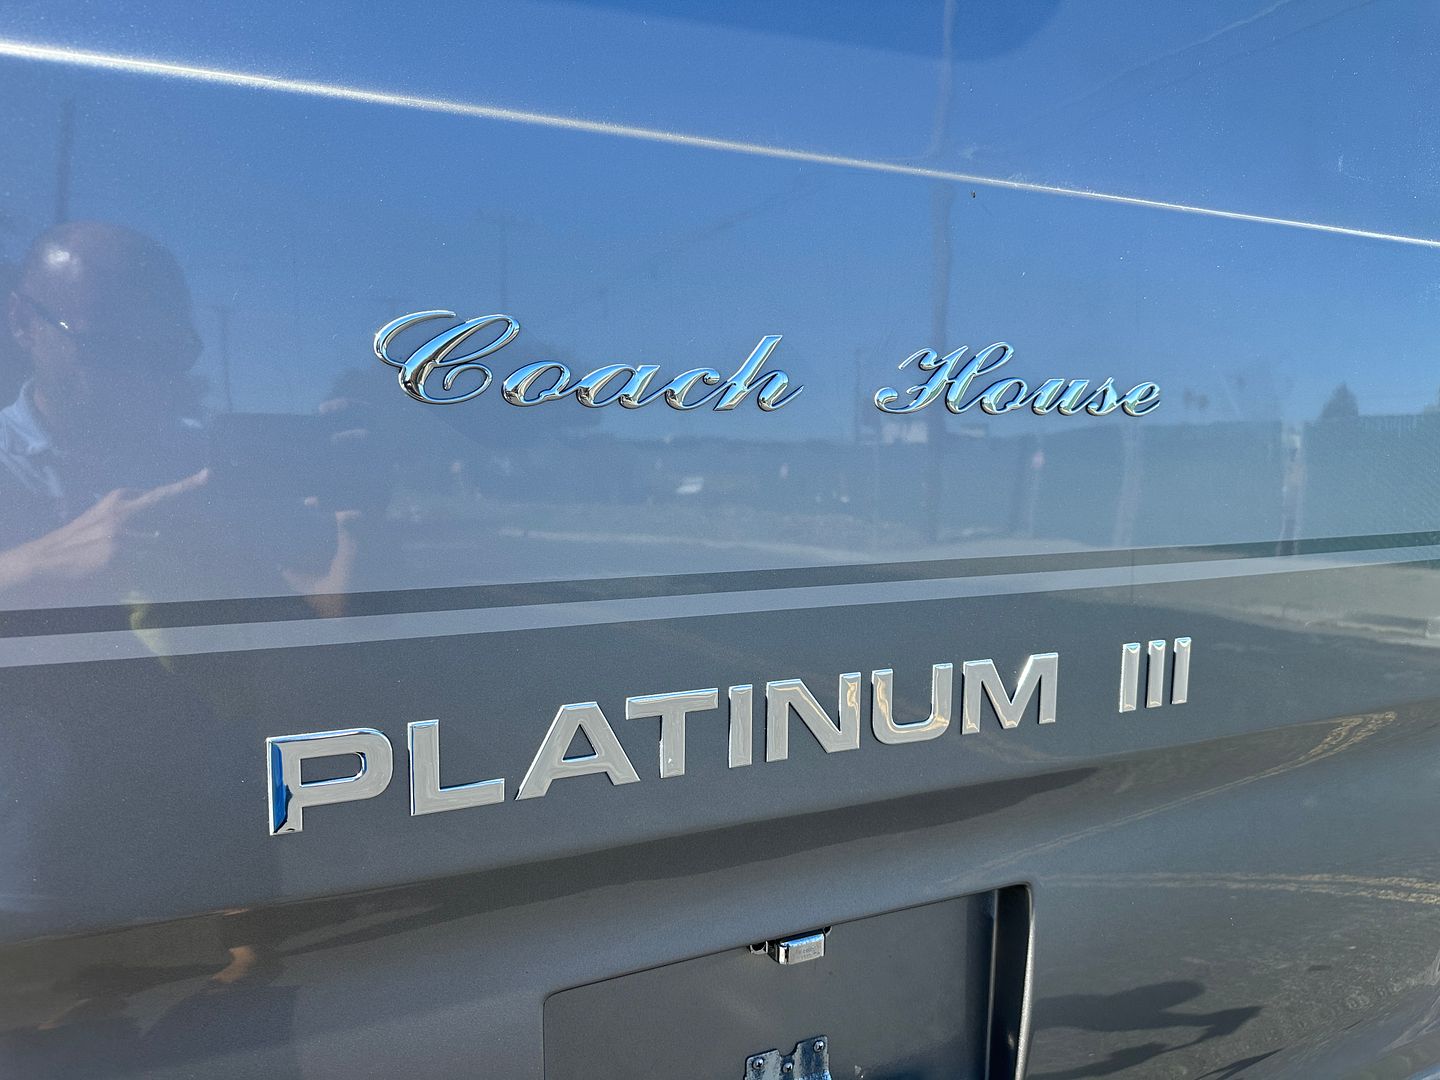 Coach House
PLATINUM III